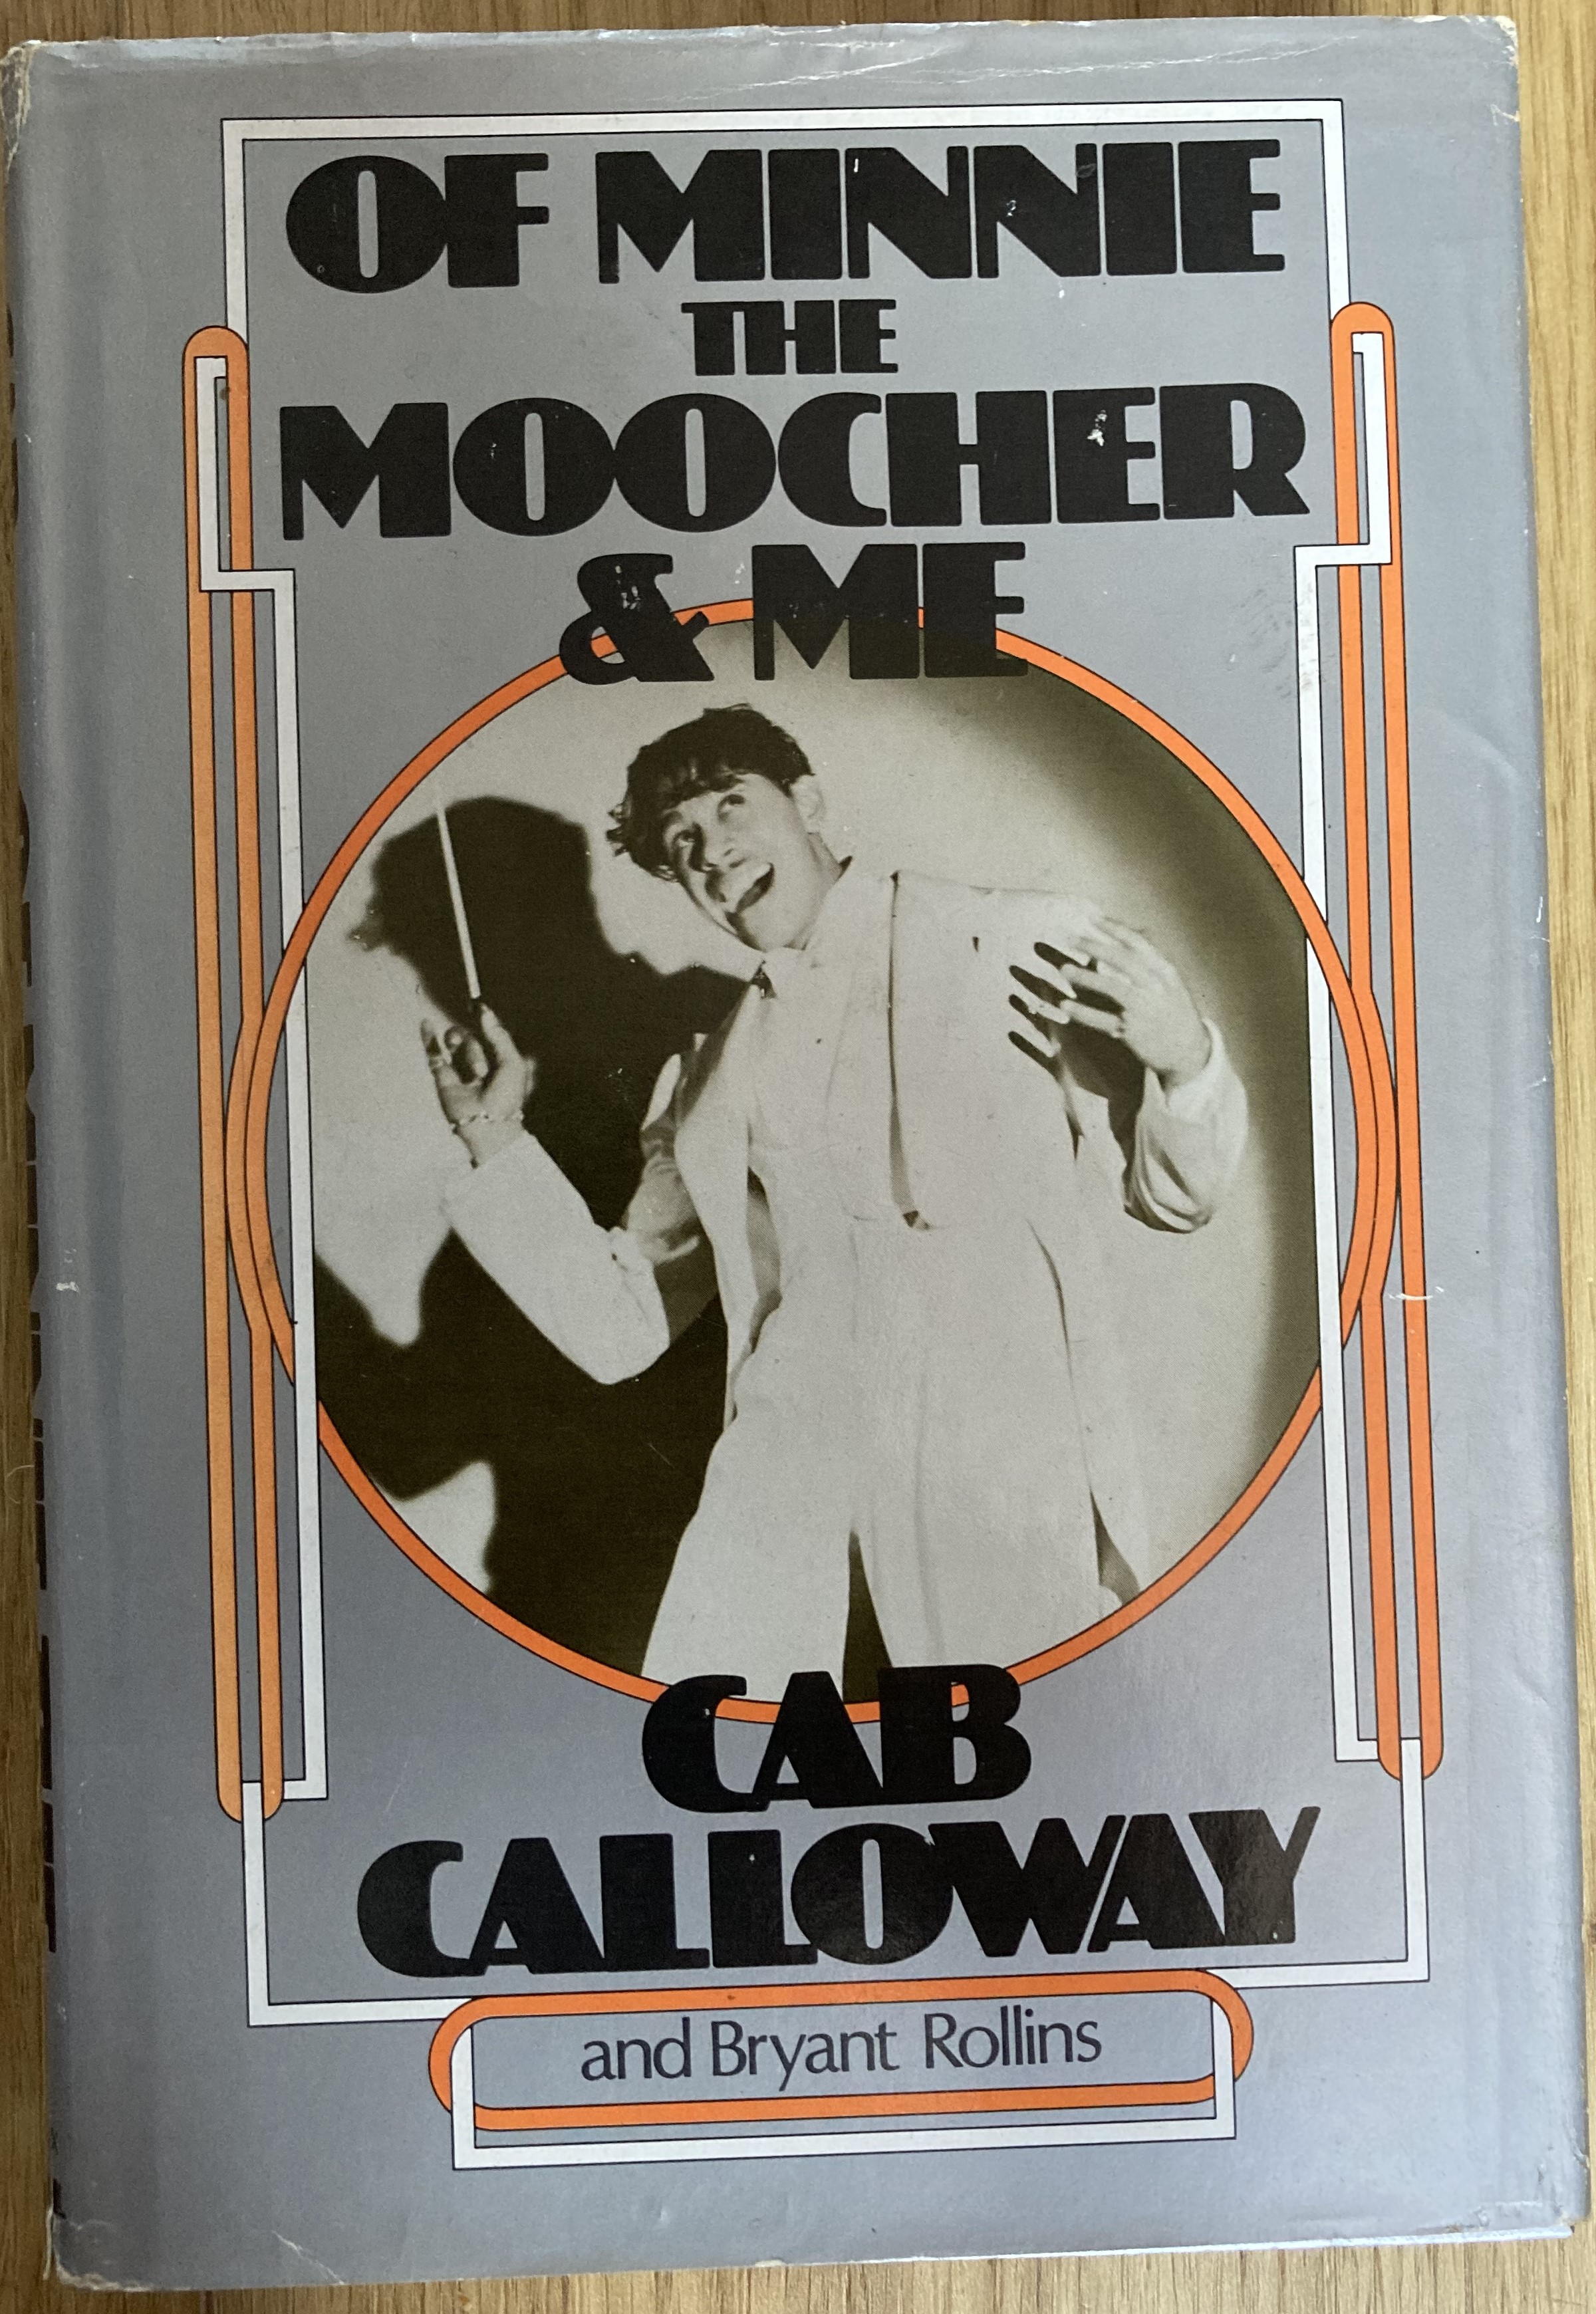 OF MINNIE
THE
MOOCHER
& ME
CAB
CALLOWAY
and Bryant Rollins